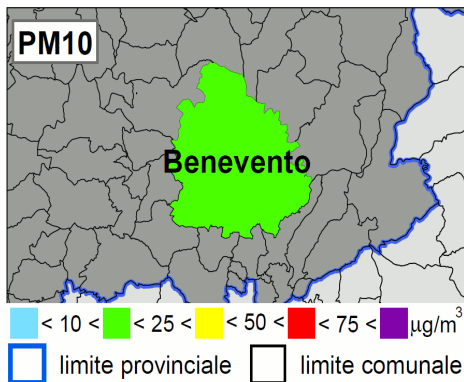 PM10
Benevento
< 10 < < 25 < < 50 < < 75 < μg/m³
limite provinciale limite comunale